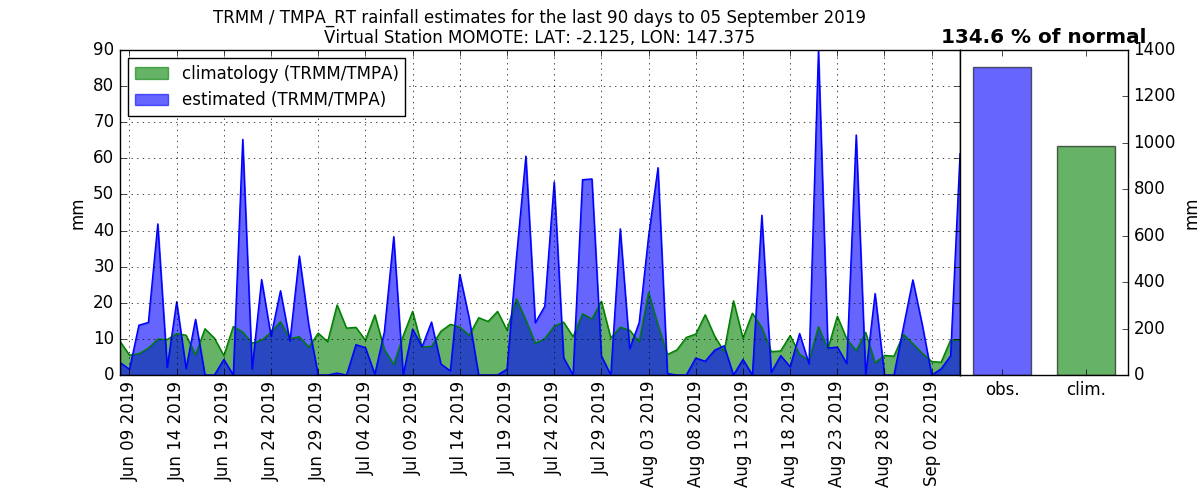 TRMM / TMPA_RT rainfall estimates for the last 90 days to 05 September 2019
Virtual Station MOMOTE: LAT: -2.125, LON: 147.375
134.6 % of normal
climatology (TRMM/TMPA)
estimated (TRMM/TMPA)
90
80
70
60
50
40
30
20
10
0
mm
Jun 09 2019
Jun 14 2019
Jun 19 2019
Jun 24 2019
Jun 29 2019
Jul 04 2019
Jul 09 2019
Jul 14 2019
Jul 19 2019
Jul 24 2019
Jul 29 2019
Aug 03 2019
Aug 08 2019
Aug 13 2019
Aug 18 2019
Aug 23 2019
Aug 28 2019
Sep 02 2019
obs.
clim.
1400
1200
1000
800
600
400
200
0
mm